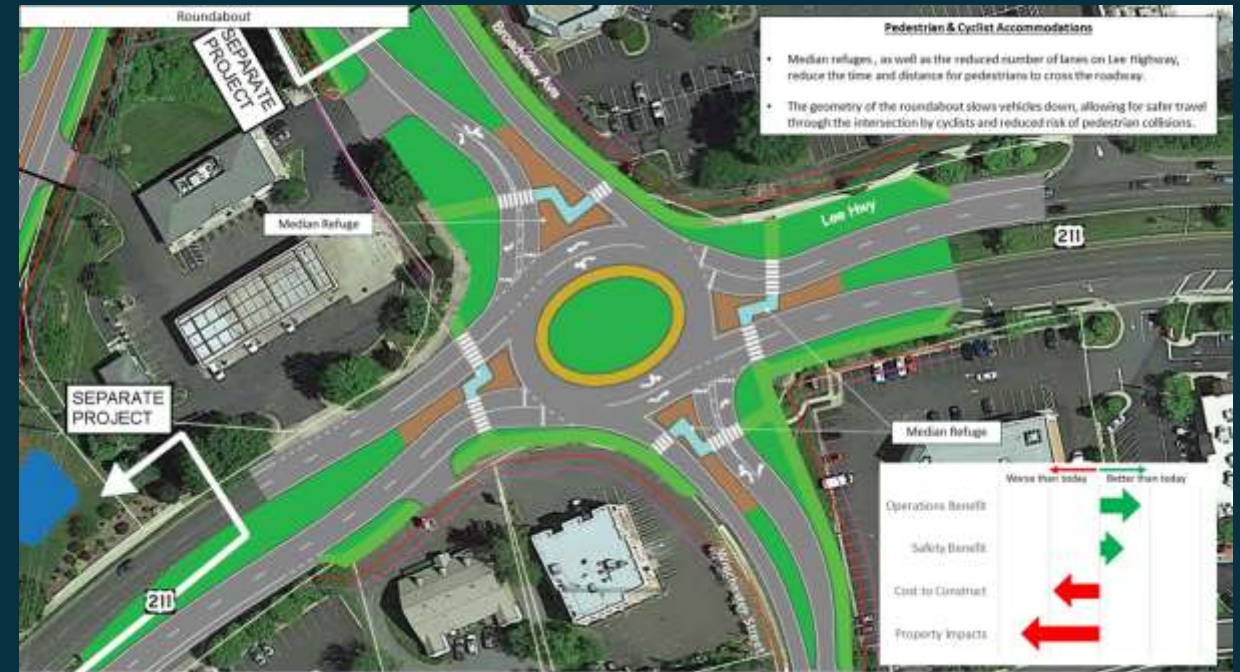 Roundabout
SEPARATE
PROJECT
Broadview Ave
Pedestrian & Cyclist Accommodations
• Median refuges, as well as the reduced number of lanes on Lee Highway,
reduce the time and distance for pedestrians to cross the roadway.
• The geometry of the roundabout slows vehicles down, allowing for safer travel
through the intersection by cyclists and reduced risk of pedestrian collisions.
Lee Hwy
211
Median Refuge
SEPARATE
PROJECT
Median Refuge
Worse than today
Better than today
Operations Benefit
Safety Benefit
Cost to Construct
Property Impacts
211